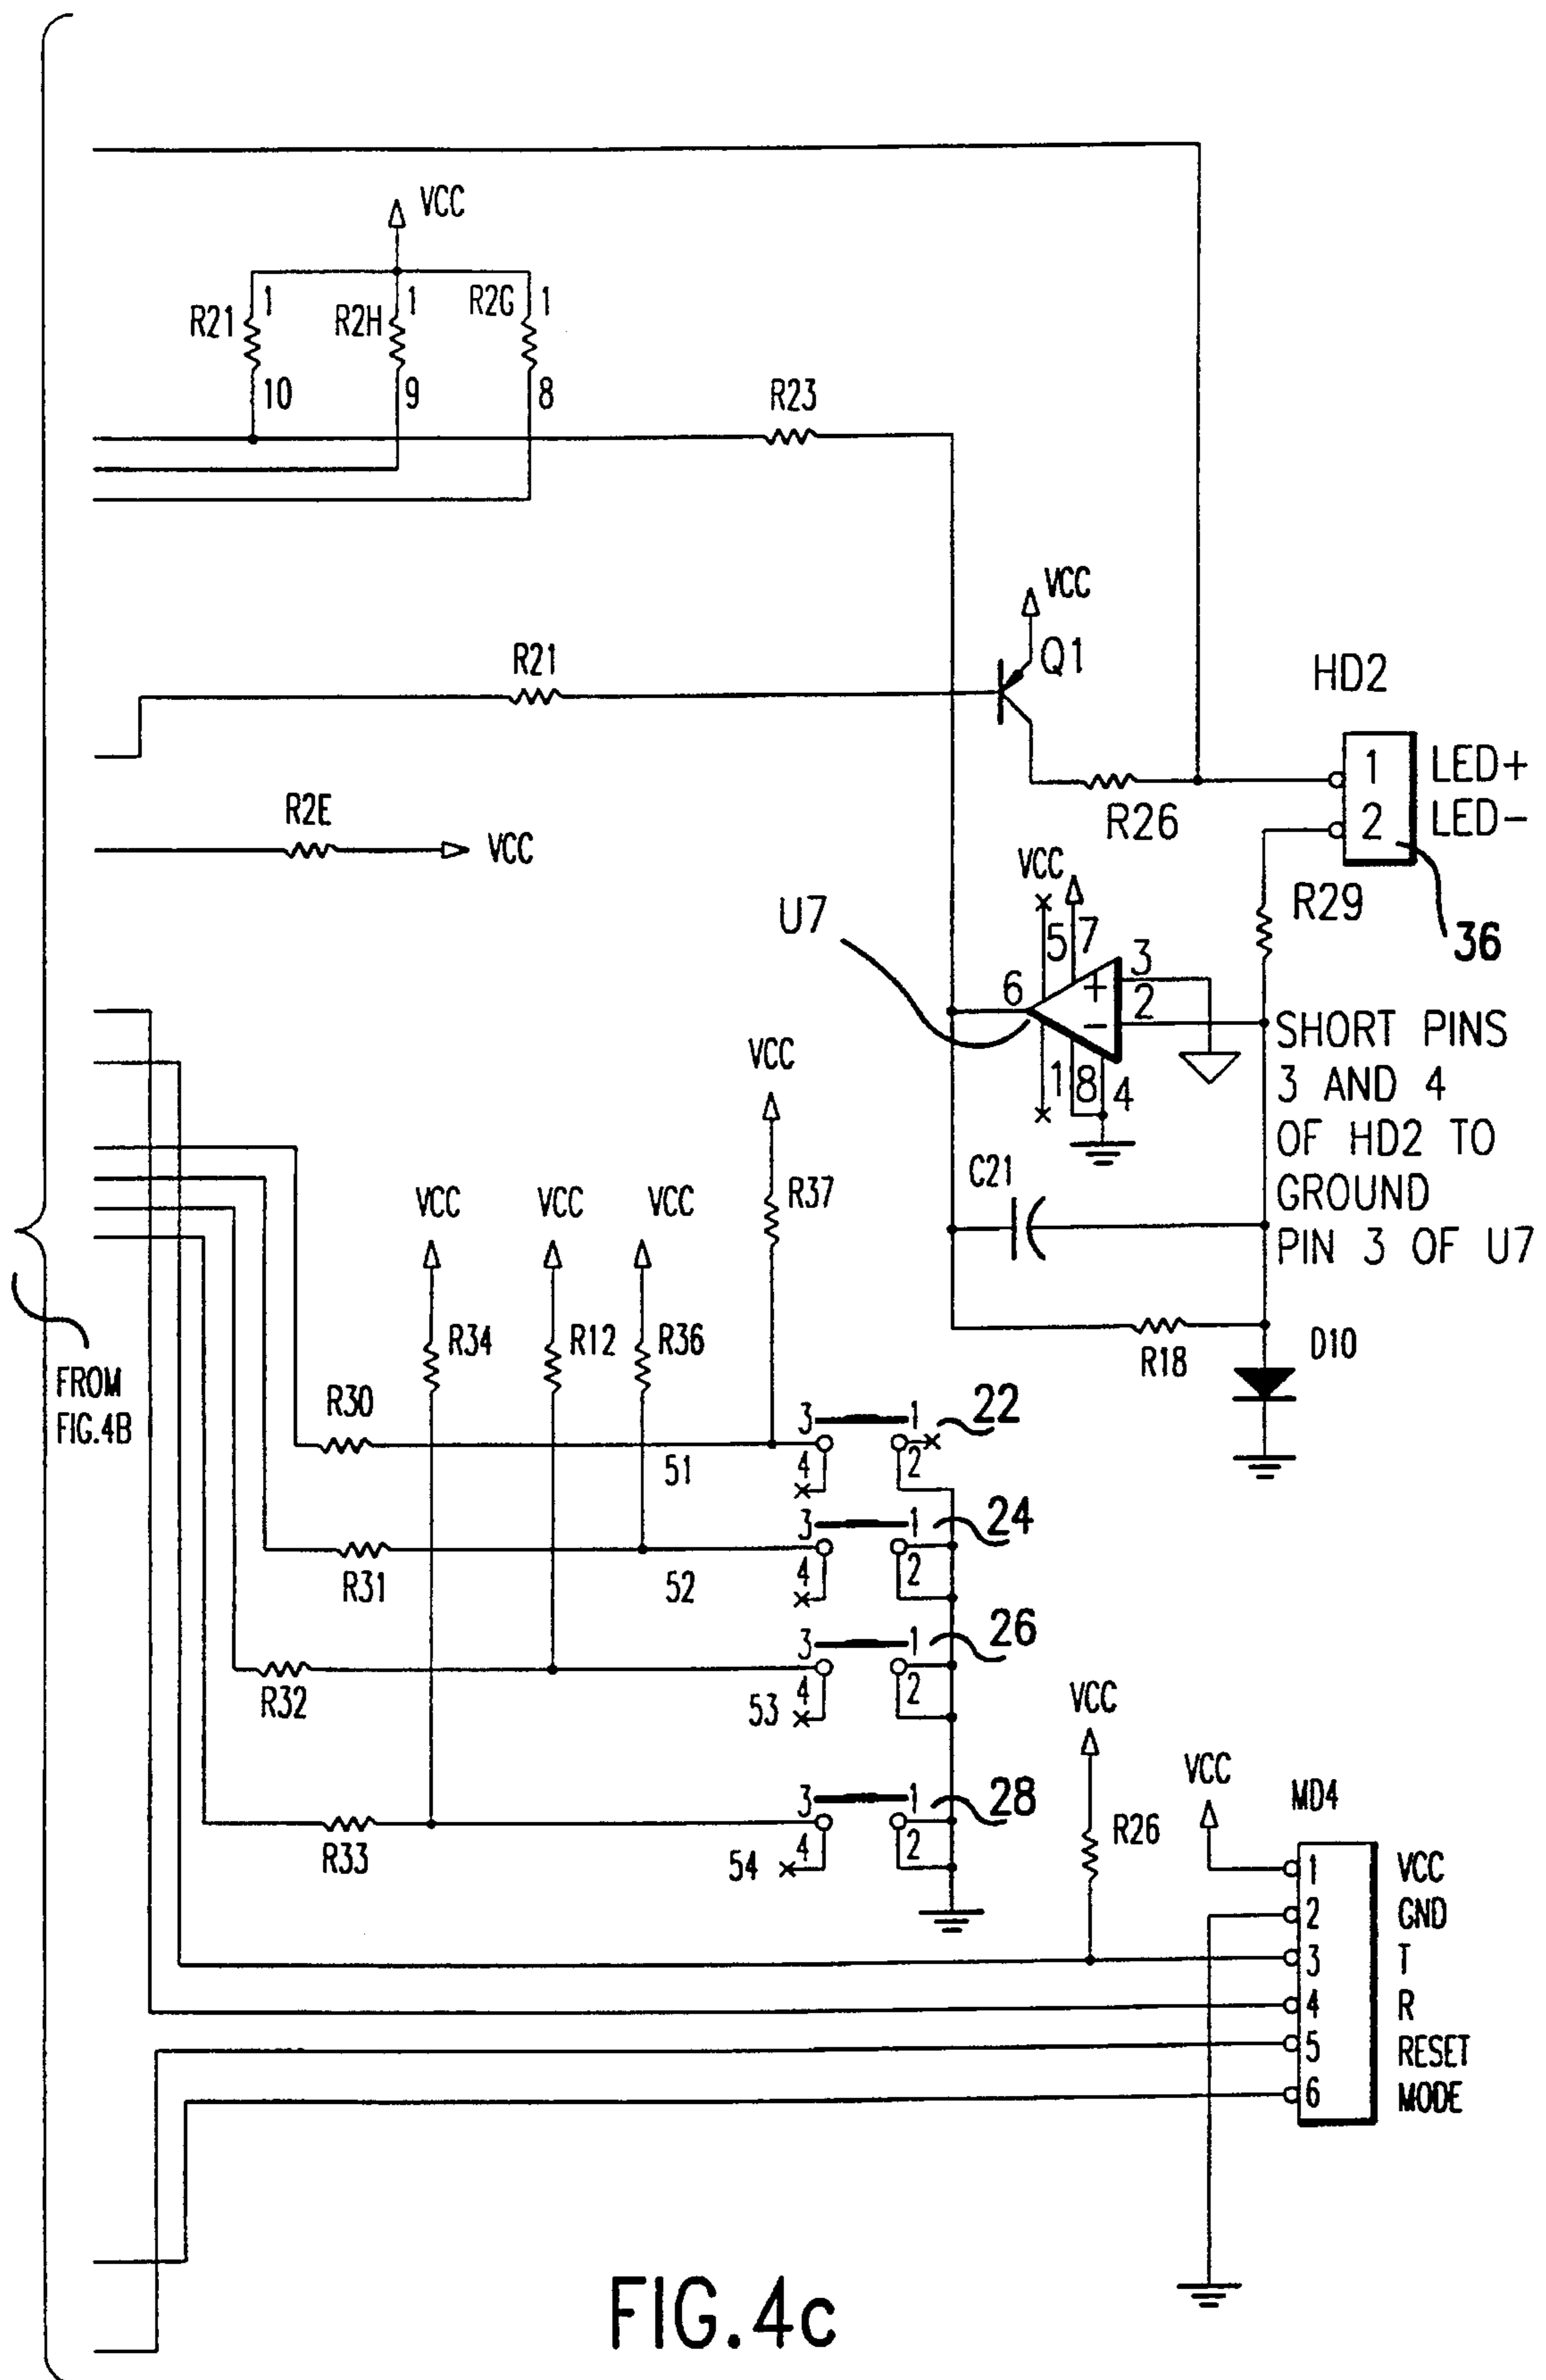 VCC
R21 1 R2H 1 R2G 1
10 9 8
R23
VCC
Q1
R21
HD2
1 LED+
2 LED-
R26
R2E VCC
VCC
U7
R29
36
5 7
6 + 3
- 2
1 8 4
SHORT PINS
3 AND 4
OF HD2 TO
GROUND
PIN 3 OF U7
VCC
R37
C21
VCC VCC VCC
R34 R12 R36
R18
D10
FROM
FIG.4B
R30
3 1 22
51 4 2
3 1 24
R31 52 4 2
3 1 26
R32 53 4 2
VCC
3 1 28
R33 54 4 2
R26
VCC
MD4
1 VCC
2 GND
3 T
4 R
5 RESET
6 MODE
FIG.4c